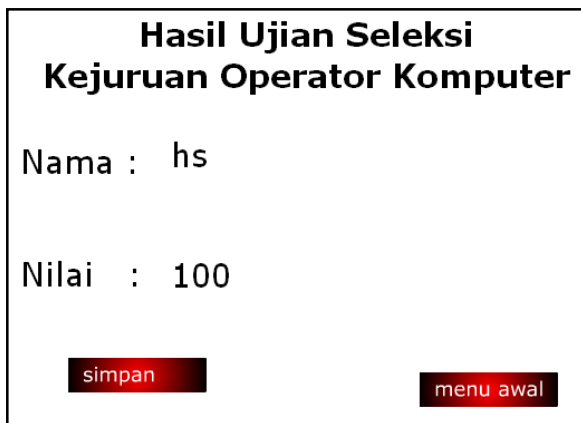 Hasil Ujian Seleksi
Kejuruan Operator Komputer
Nama : hs
Nilai : 100
simpan
menu awal